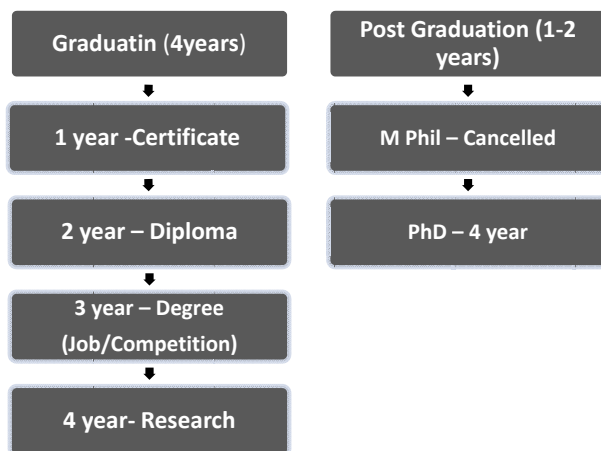 Graduatin (4years)
1 year -Certificate
2 year – Diploma
3 year – Degree
(Job/Competition)
4 year- Research
Post Graduation (1-2
years)
M Phil – Cancelled
PhD – 4 year